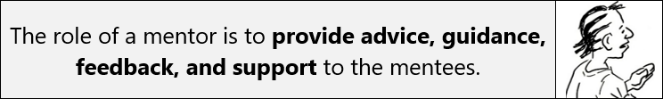 The role of a mentor is to provide advice, guidance,
feedback, and support to the mentees.